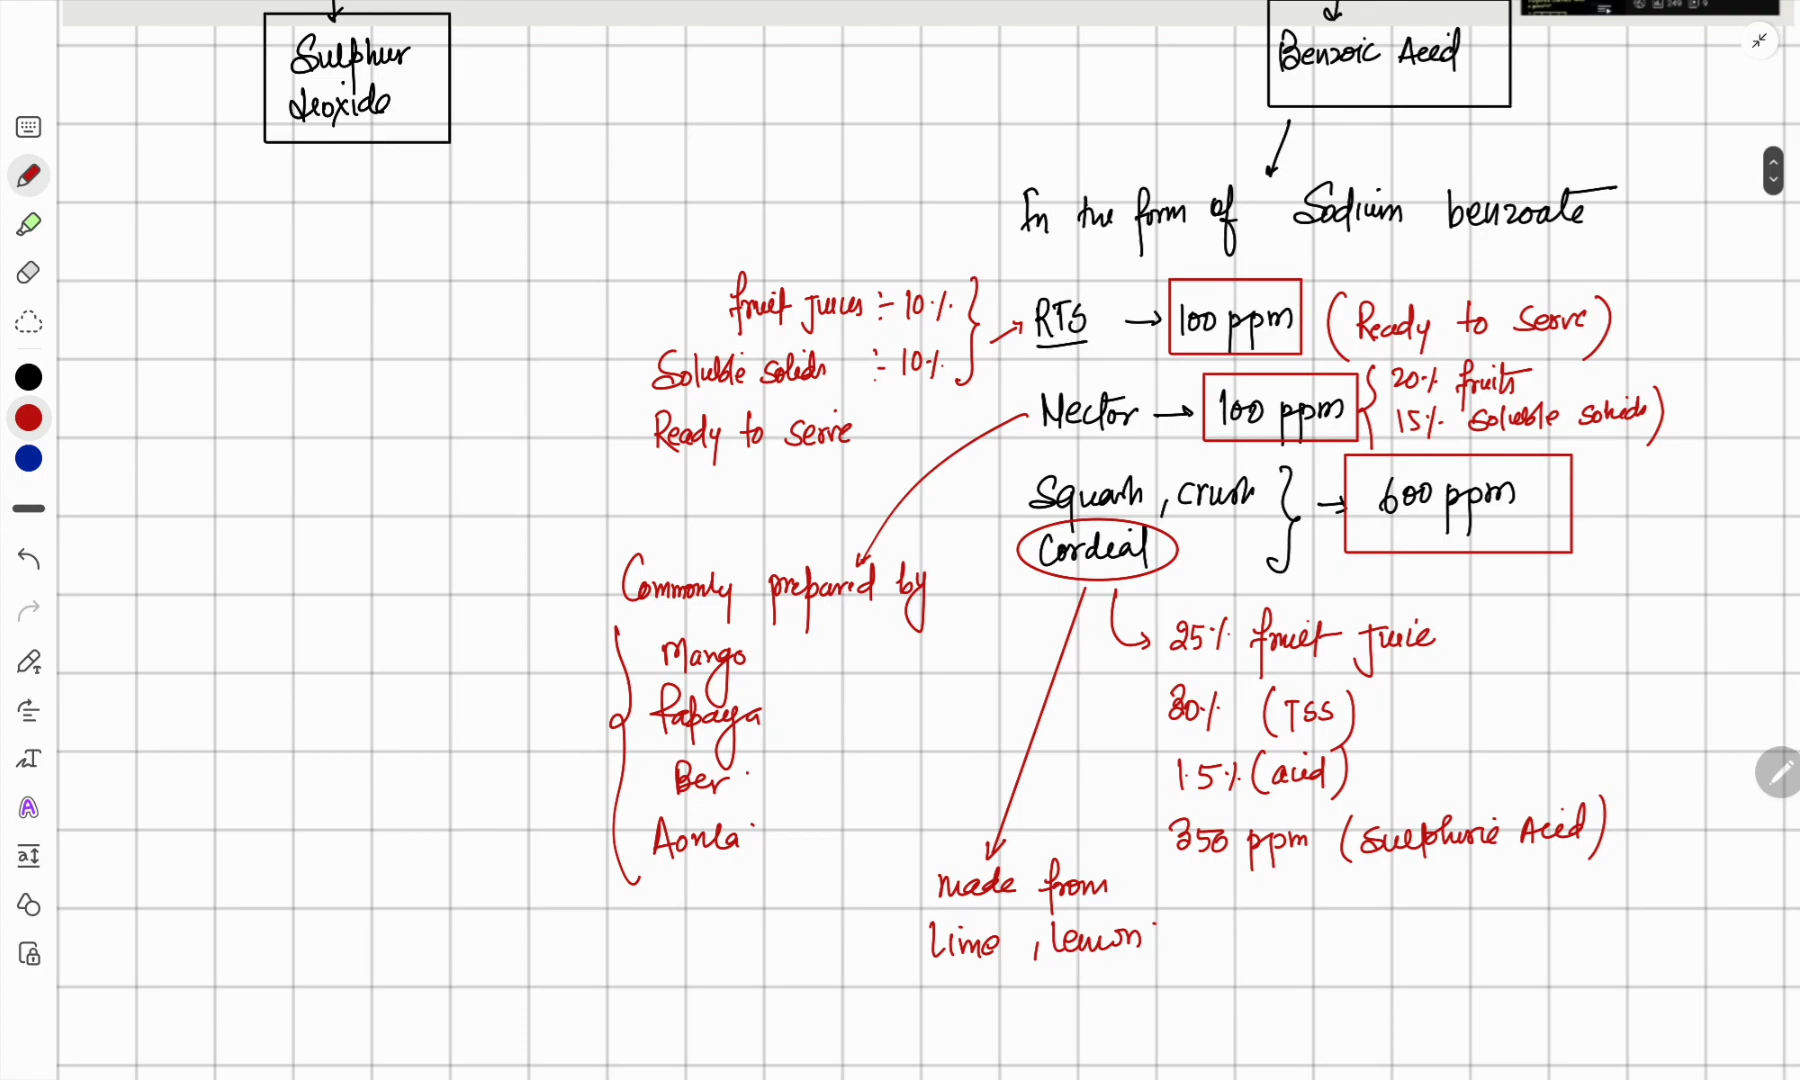 Sulphur
dioxide
Benzoic Acid
In the form of Sodium benzoate
fruit juices :- 10%
Soluble solids :- 10%
Ready to serve
RTS → 100 ppm (Ready to serve)
Nector → 100 ppm
20% fruits
15% soluble solids)
Squash, crush
Cordial
→ 600 ppm
Commonly prepared by
Mango
Papaya
Ber
Aonla
25% fruit juice
30% (TSS)
1.5% (acid)
350 ppm (Sulphuric Acid)
made from
lime, lemon